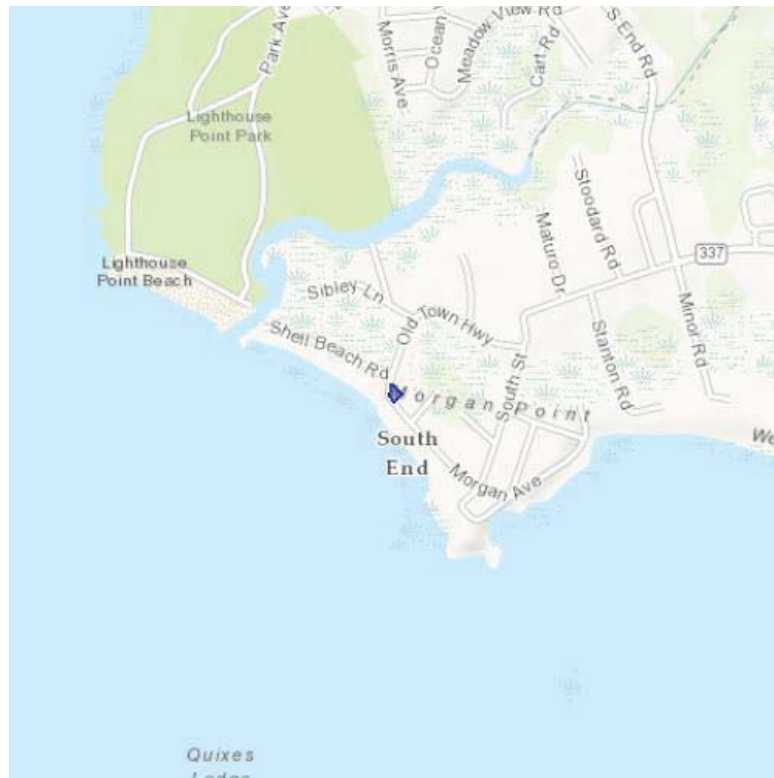 Park Ave
Morris Ave
Ocean
Meadow View Rd
Cart Rd
S End Rd
Lighthouse
Point Park
Stoodard Rd
Maturo Dr
337
Lighthouse
Point Beach
Sibley Ln
Old Town Hwy
Minor Rd
Stanton Rd
Shell Beach Rd
South St
Morgan Point
South
End
Morgan Ave
Quixes
Ledge